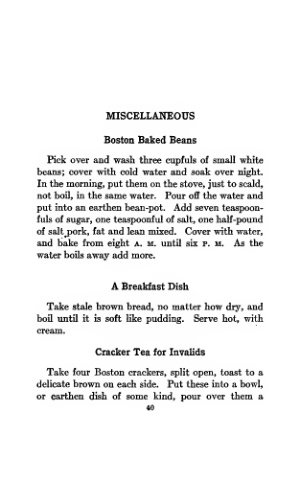 MISCELLANEOUS
Boston Baked Beans
Pick over and wash three cupfuls of small white
beans; cover with cold water and soak over night.
In the morning, put them on the stove, just to scald,
not boil, in the same water. Pour off the water and
put into an earthen bean-pot. Add seven teaspoon-
fuls of sugar, one teaspoonful of salt, one half-pound
of salt pork, fat and lean mixed. Cover with water,
and bake from eight A. M. until six P. M. As the
water boils away add more.
A Breakfast Dish
Take stale brown bread, no matter how dry, and
boil until it is soft like pudding. Serve hot, with
cream.
Cracker Tea for Invalids
Take four Boston crackers, split open, toast to a
delicate brown on each side. Put these into a bowl,
or earthen dish of some kind, pour over them a
40